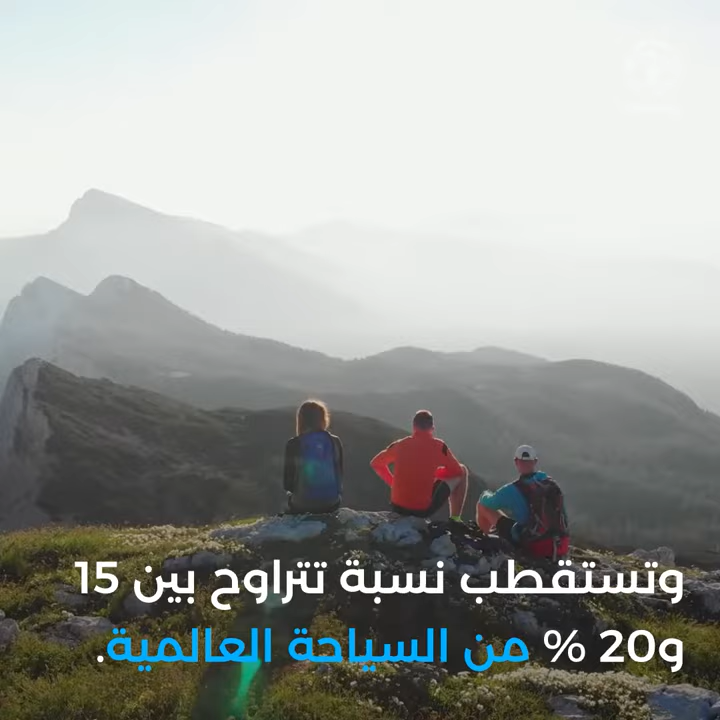 وتستقطب نسبة تتراوح بين 15
و20 % من السياحة العالمية.